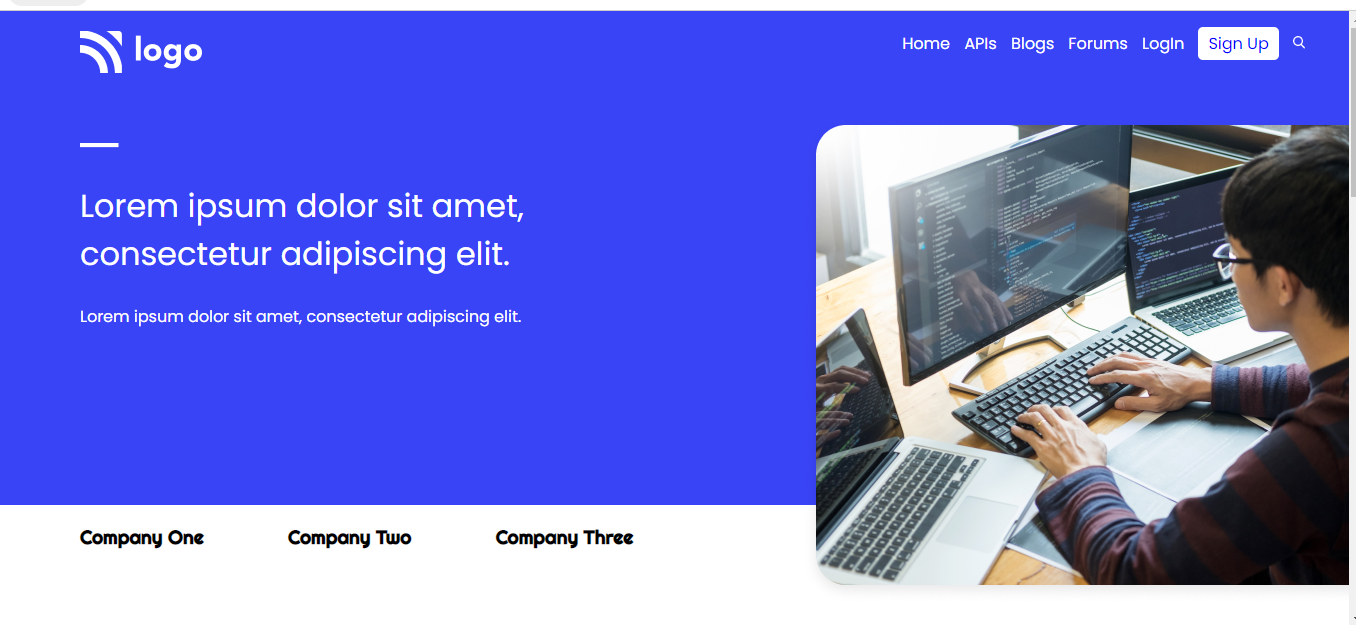 logo
Home APIs Blogs Forums LogIn Sign Up
Lorem ipsum dolor sit amet,
consectetur adipiscing elit.
Lorem ipsum dolor sit amet, consectetur adipiscing elit.
Company One Company Two Company Three